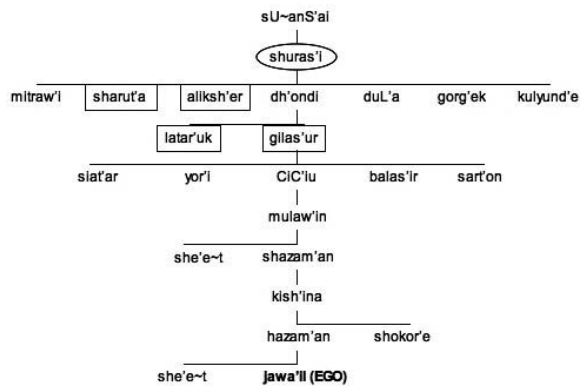 sU~anS'ai
shuras'i
mitraw'i sharut'a aliksh'er dh'ondi duL'a gorg'ek kulyund'e
latar'uk gilas'ur
siat'ar yor'i CiC'iu balas'ir sart'on
mulaw'in
she'e~t shazam'an
kish'ina
hazam'an shokor'e
she'e~t jawa'il (EGO)